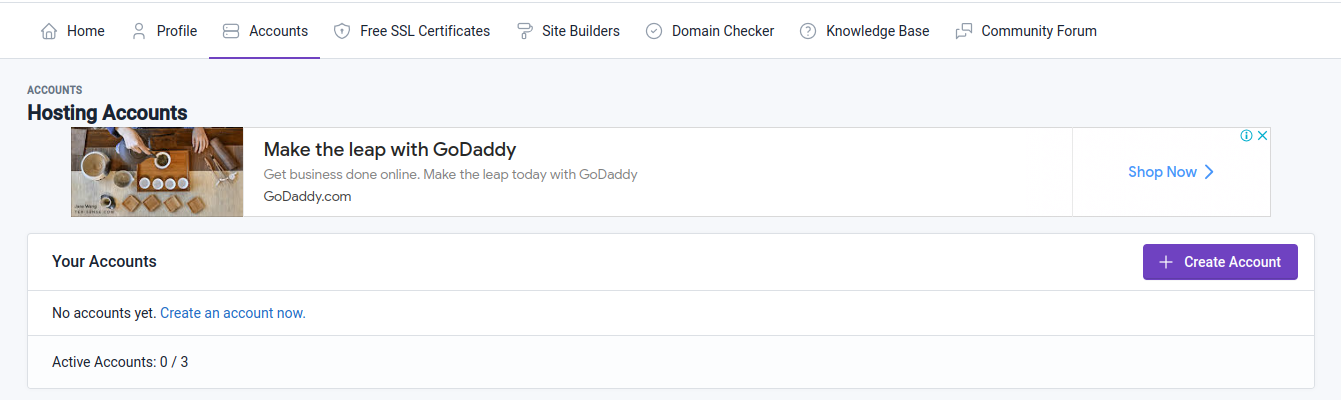 Home Profile Accounts Free SSL Certificates Site Builders Domain Checker Knowledge Base Community Forum
ACCOUNTS
Hosting Accounts
Make the leap with GoDaddy
Get business done online. Make the leap today with GoDaddy
GoDaddy.com
Shop Now
Your Accounts
Create Account
No accounts yet. Create an account now.
Active Accounts: 0 / 3